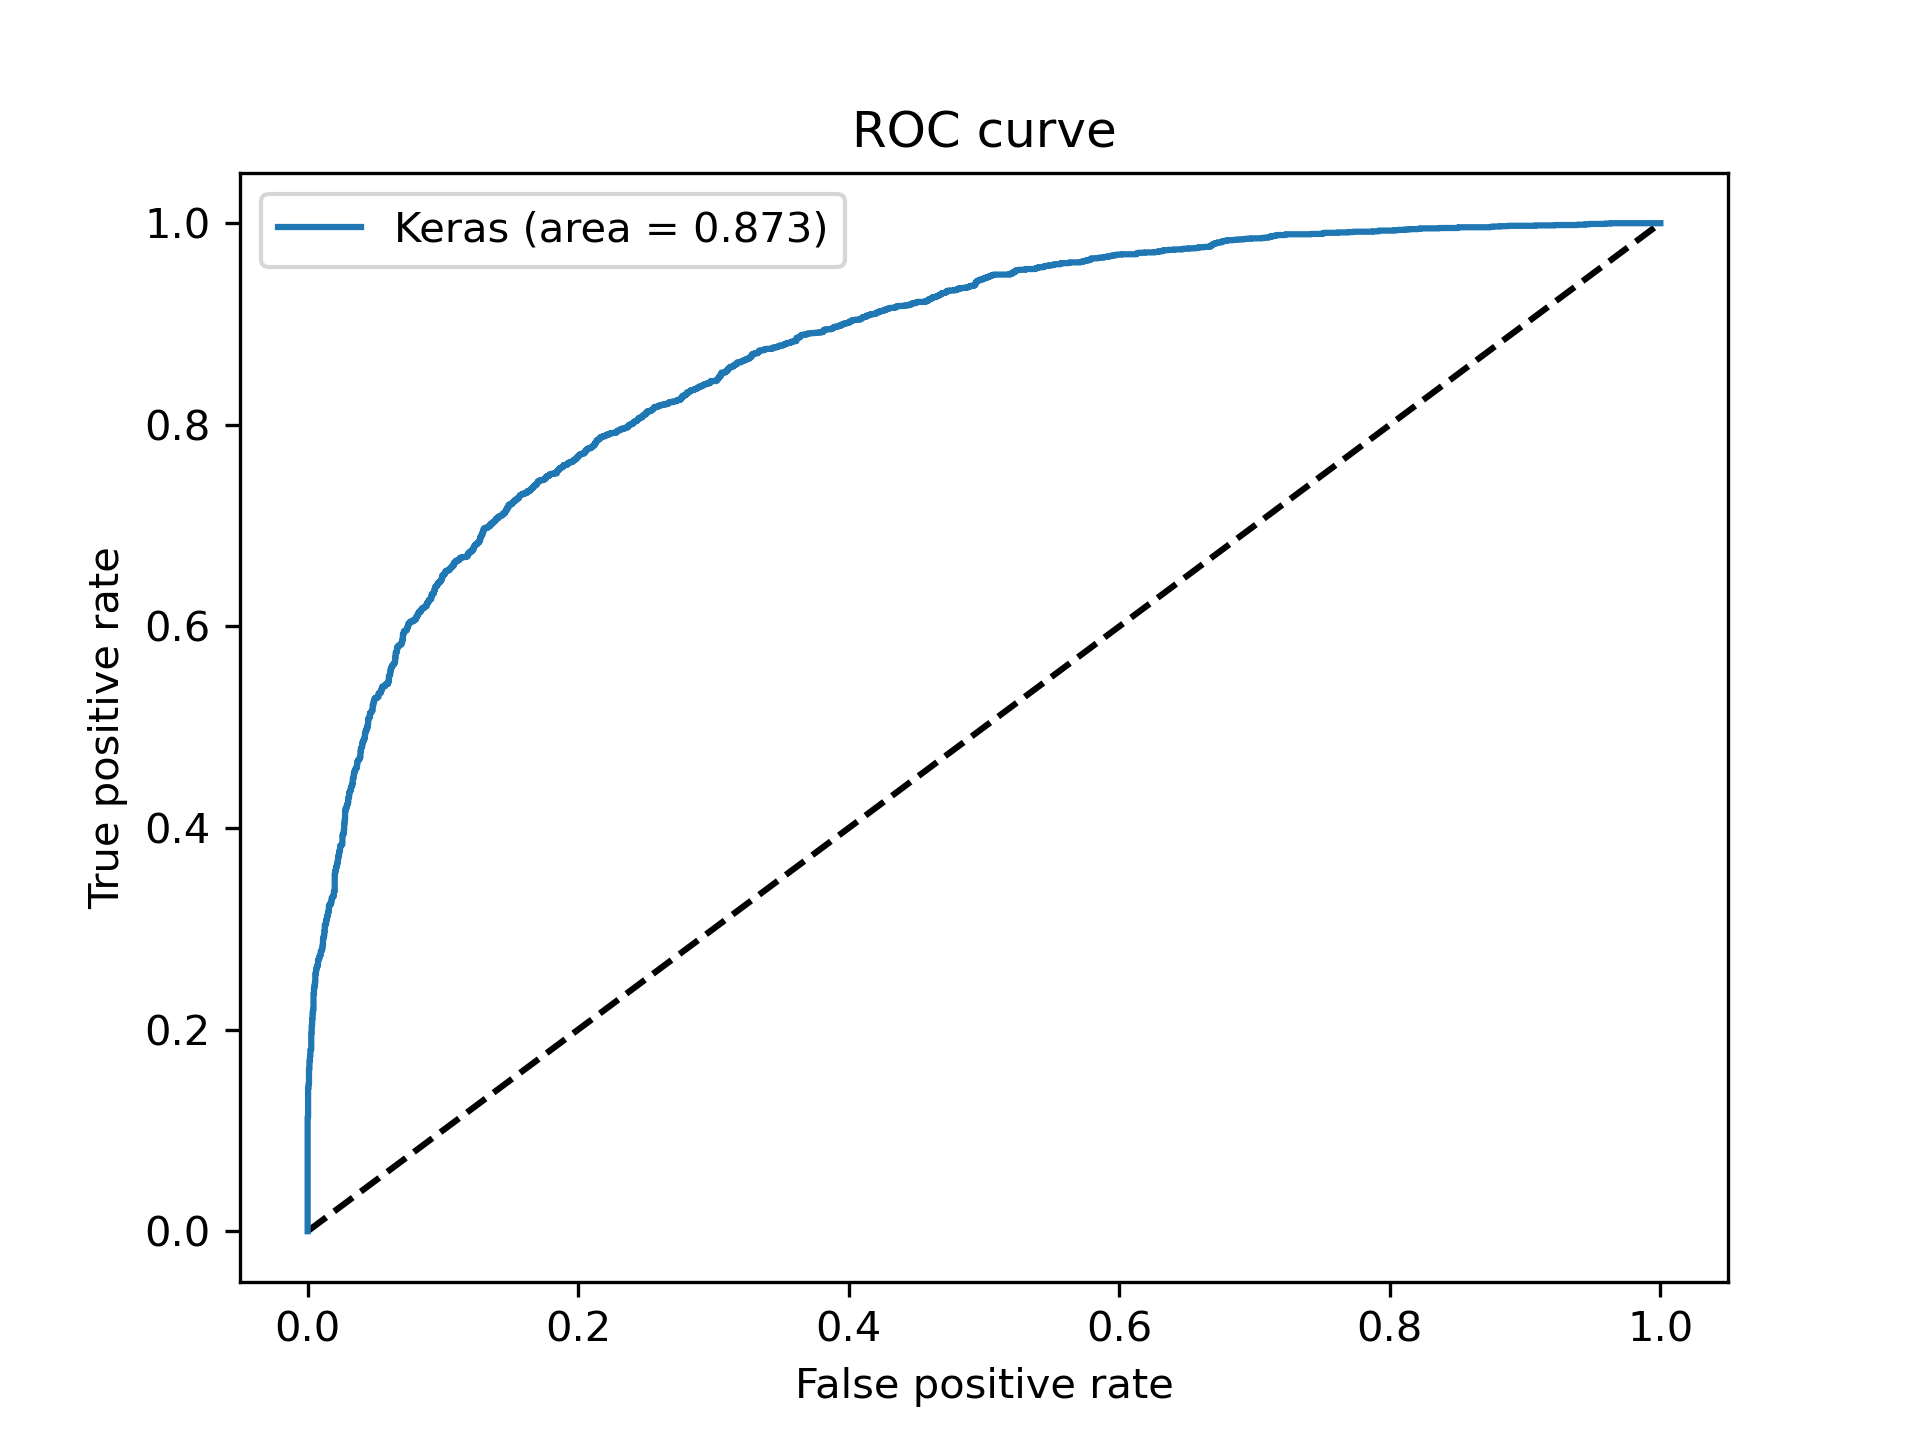 ROC curve
Keras (area = 0.873)
1.0
0.8
0.6
0.4
0.2
0.0
True positive rate
0.0 0.2 0.4 0.6 0.8 1.0
False positive rate